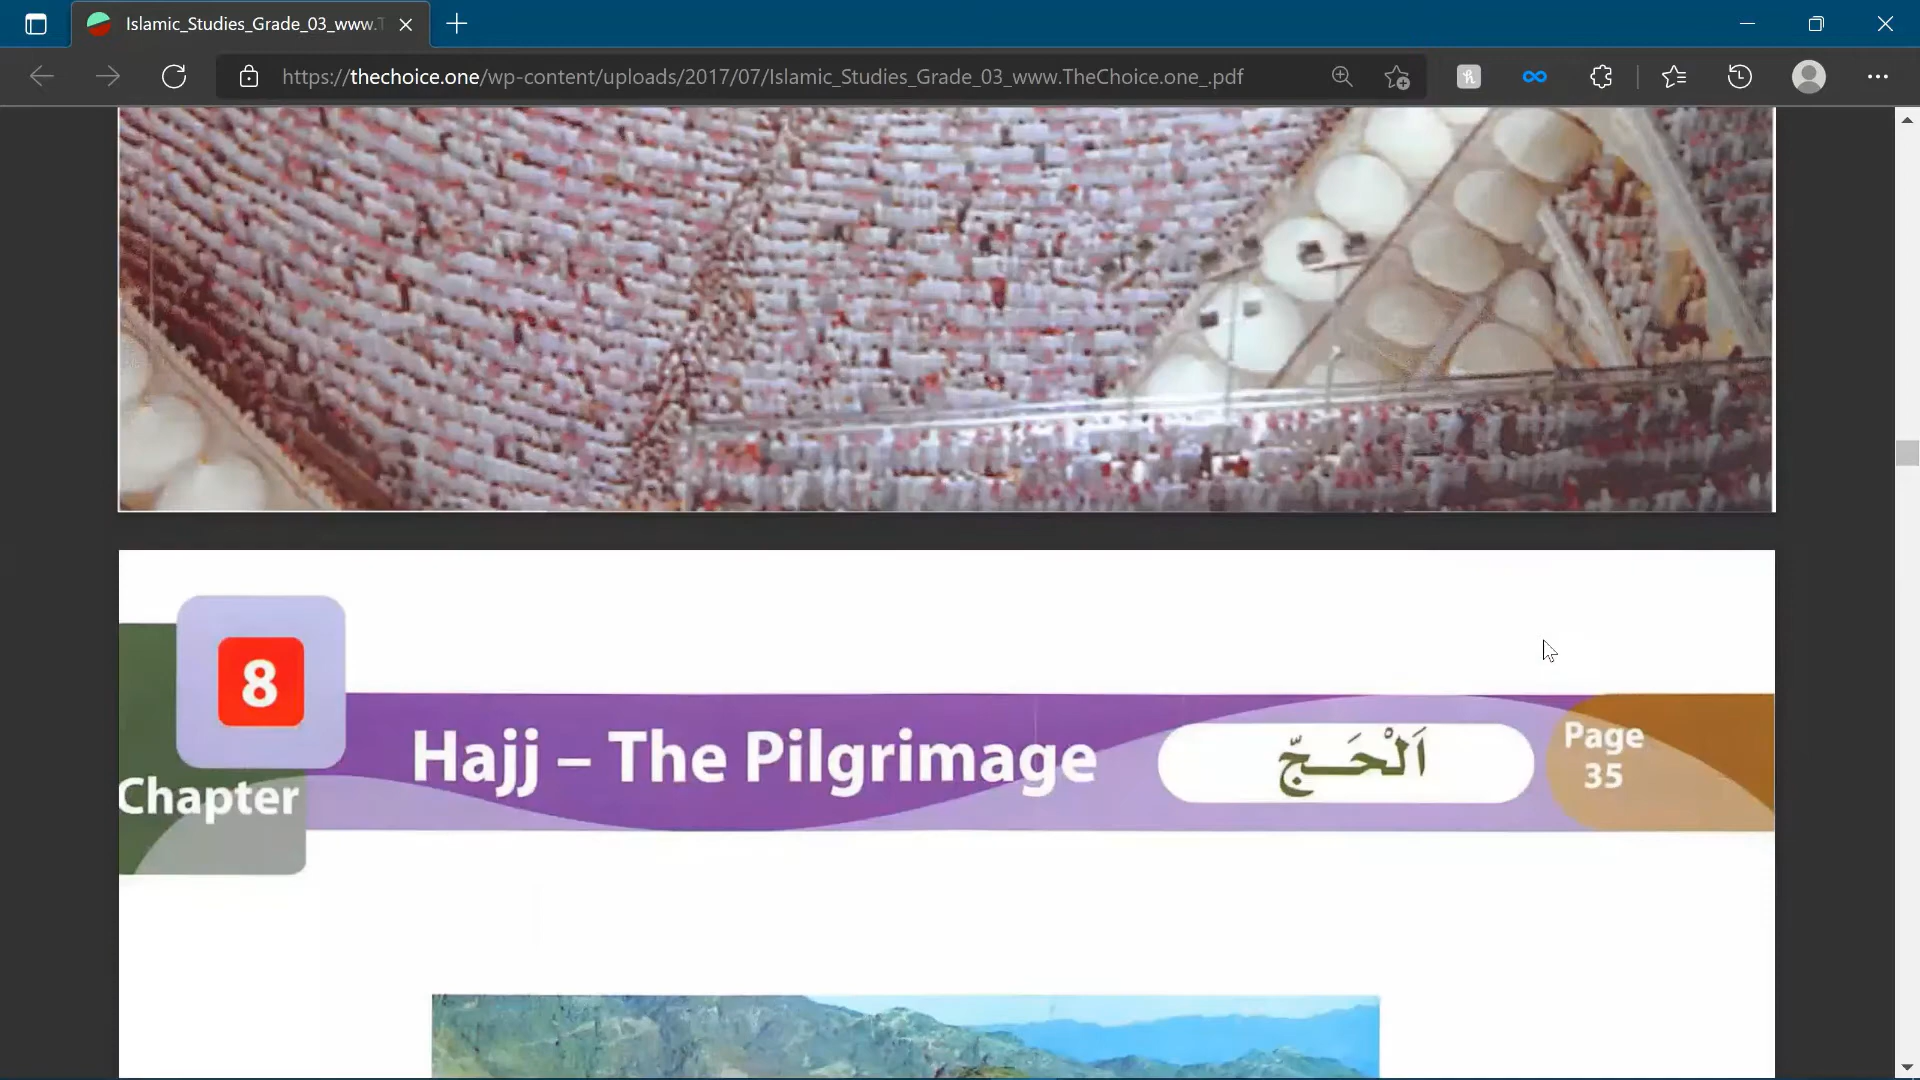 Islamic_Studies_Grade_03_www.
https://thechoice.one/wp-content/uploads/2017/07/Islamic_Studies_Grade_03_www.TheChoice.one_.pdf
8
Chapter
Hajj – The Pilgrimage
اَلْحَـجّ
Page
35